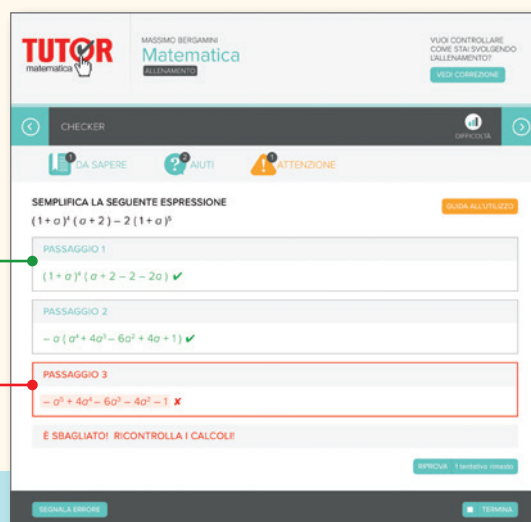 TUTOR
matematica
MASSIMO BERGAMINI
Matematica
ALLENAMENTO
VUOI CONTROLLARE
COME STAI SVOLGENDO
L'ALLENAMENTO?
VEDI CORREZIONE
CHECKER
DIFFICOLTÀ
1 DA SAPERE
2 ? AIUTI
1 ATTENZIONE
SEMPLIFICA LA SEGUENTE ESPRESSIONE
GUIDA ALL'UTILIZZO
(1 + a)⁴ (a + 2) – 2 (1 + a)⁵
PASSAGGIO 1
(1 + a)⁴ (a + 2 – 2 – 2a) ✔
PASSAGGIO 2
– a (a⁴ + 4a³ – 6a² + 4a + 1) ✔
PASSAGGIO 3
– a⁵ + 4a⁴ – 6a³ – 4a² – 1 ✘
È SBAGLIATO! RICONTROLLA I CALCOLI!
RIPROVA 1 tentativo rimasto
SEGNALA ERRORE
TERMINA